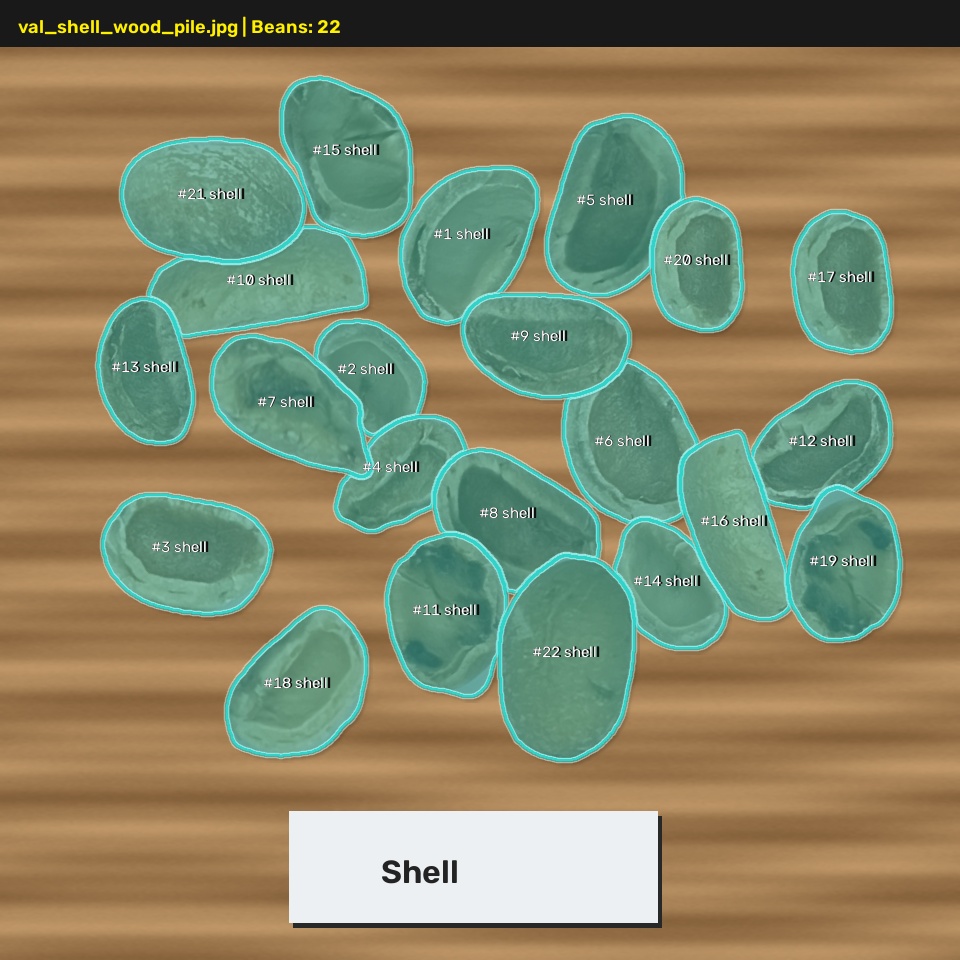 val_shell_wood_pile.jpg | Beans: 22
#15 shell
#21 shell
#5 shell
#1 shell
#20 shell
#10 shell
#17 shell
#9 shell
#13 shell
#2 shell
#7 shell
#6 shell
#12 shell
#4 shell
#8 shell
#16 shell
#3 shell
#19 shell
#14 shell
#11 shell
#22 shell
#18 shell
Shell